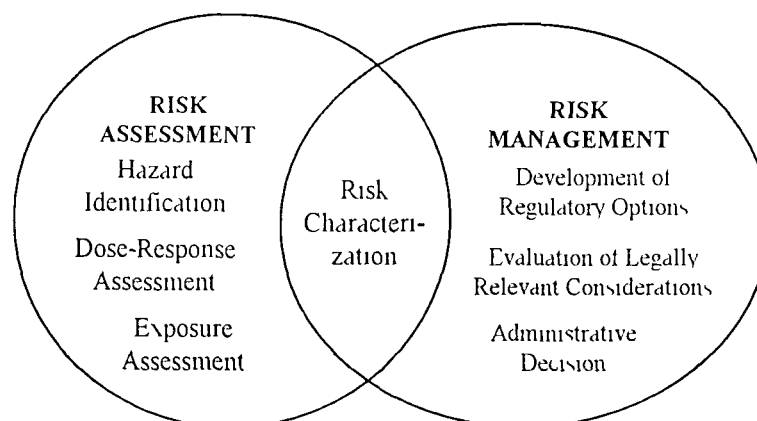 RISK
ASSESSMENT
Hazard
Identification
Dose-Response
Assessment
Exposure
Assessment
Risk
Characteri-
zation
RISK
MANAGEMENT
Development of
Regulatory Options
Evaluation of Legally
Relevant Considerations
Administrative
Decision